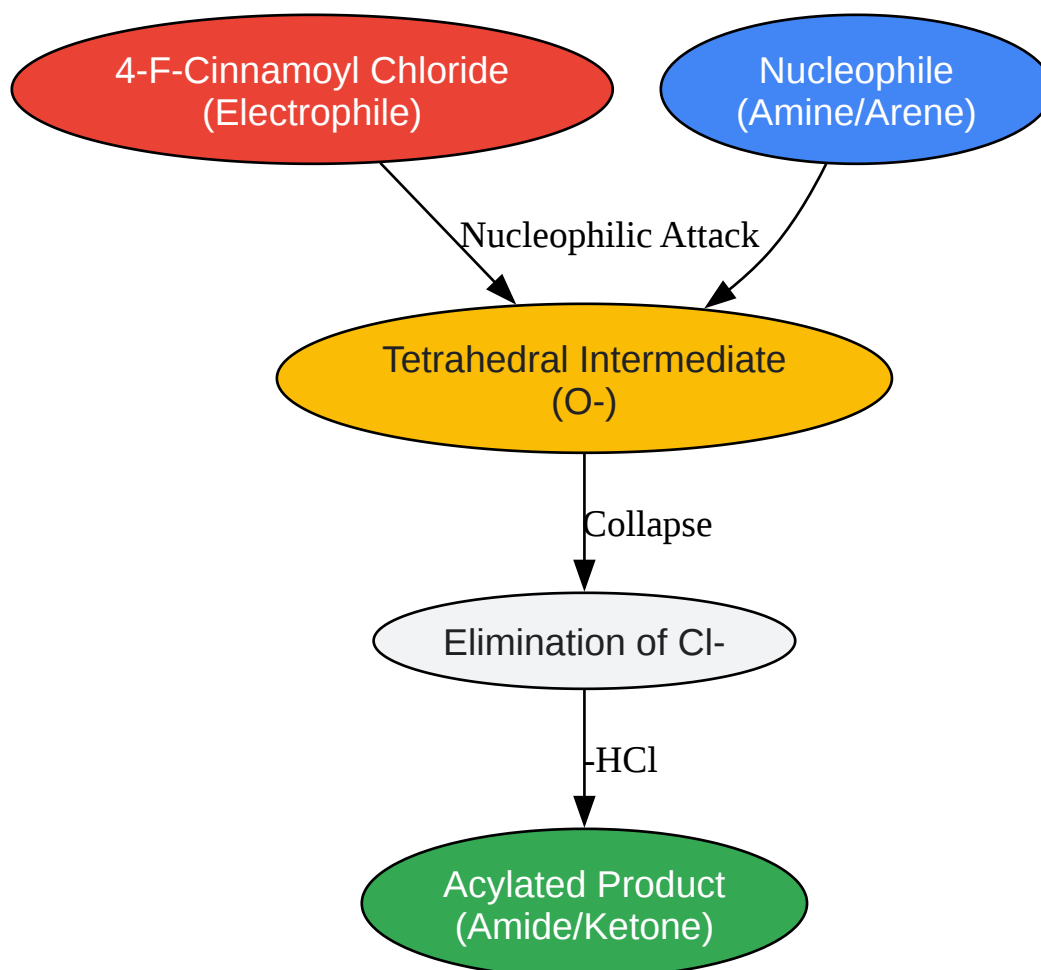 4-F-Cinnamoyl Chloride
(Electrophile)
Nucleophile
(Amine/Arene)
Nucleophilic Attack
Tetrahedral Intermediate
(O-)
Collapse
Elimination of Cl-
-HCl
Acylated Product
(Amide/Ketone)